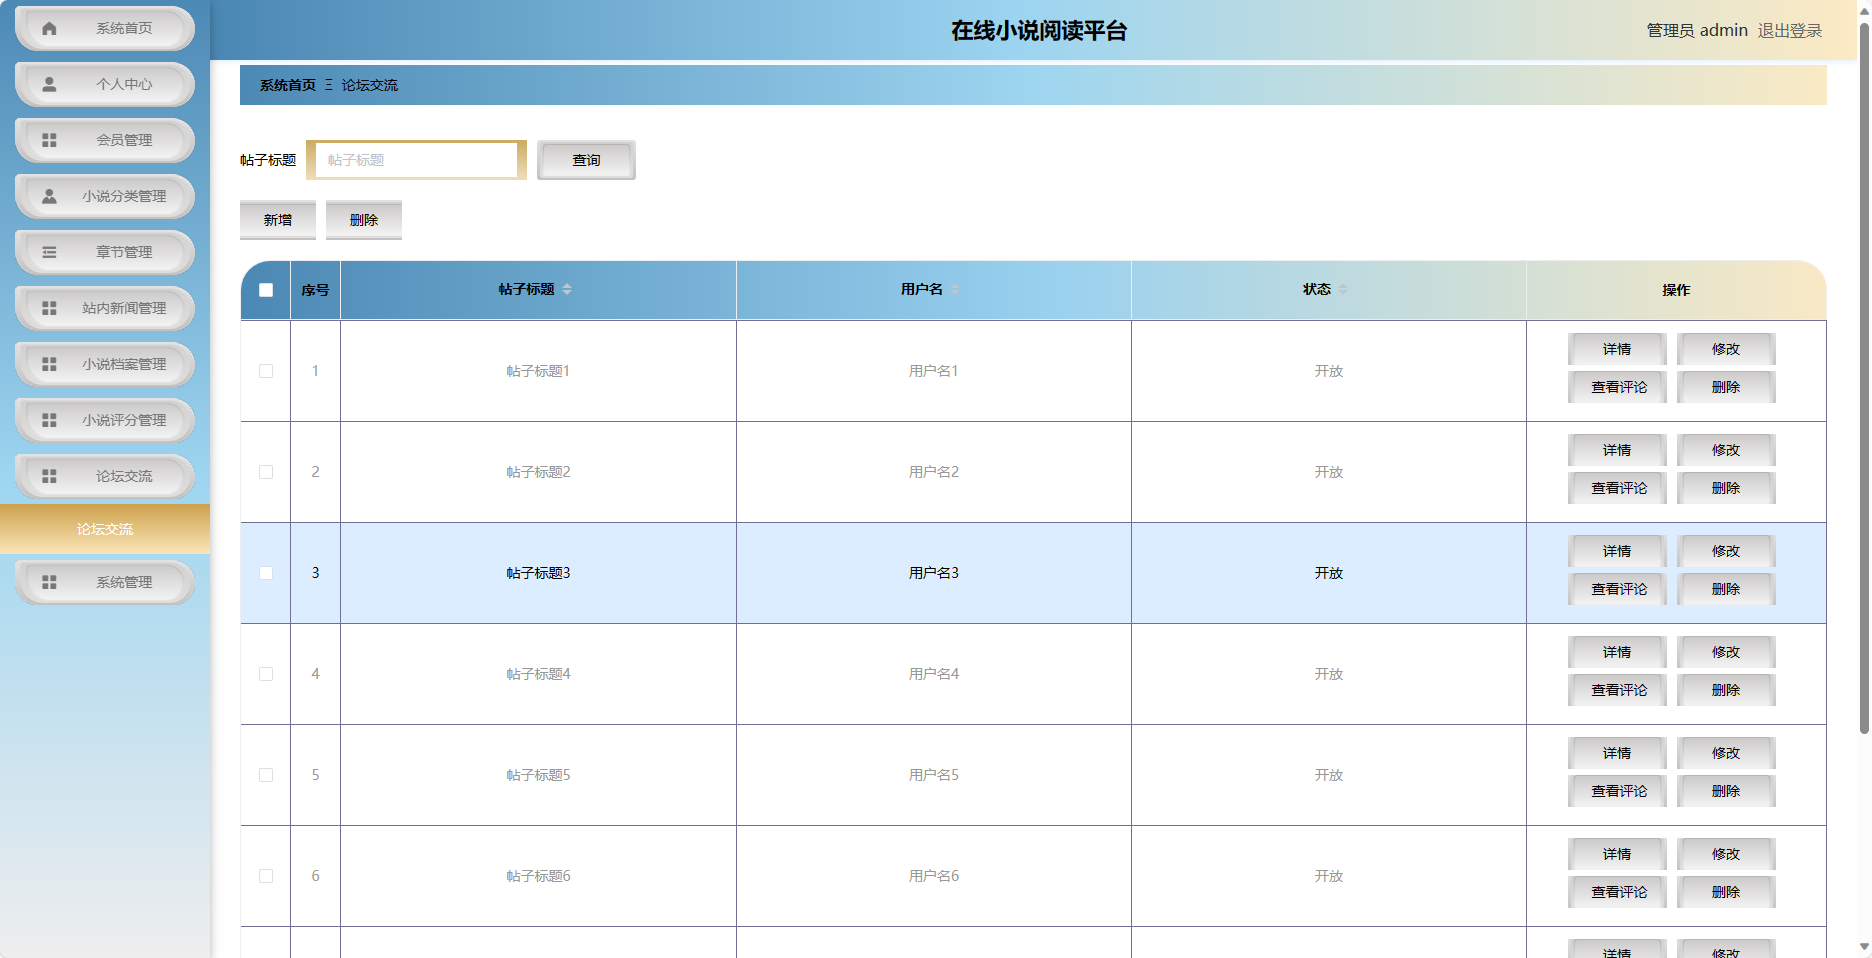 在线小说阅读平台
管理员 admin 退出登录
系统首页
个人中心
会员管理
小说分类管理
章节管理
站内新闻管理
小说档案管理
小说评分管理
论坛交流
论坛交流
系统管理
系统首页 Ξ 论坛交流
帖子标题 帖子标题 查询
新增 删除
序号 帖子标题 用户名 状态 操作
1 帖子标题1 用户名1 开放 详情 修改
查看评论 删除
2 帖子标题2 用户名2 开放 详情 修改
查看评论 删除
3 帖子标题3 用户名3 开放 详情 修改
查看评论 删除
4 帖子标题4 用户名4 开放 详情 修改
查看评论 删除
5 帖子标题5 用户名5 开放 详情 修改
查看评论 删除
6 帖子标题6 用户名6 开放 详情 修改
查看评论 删除
详情 修改